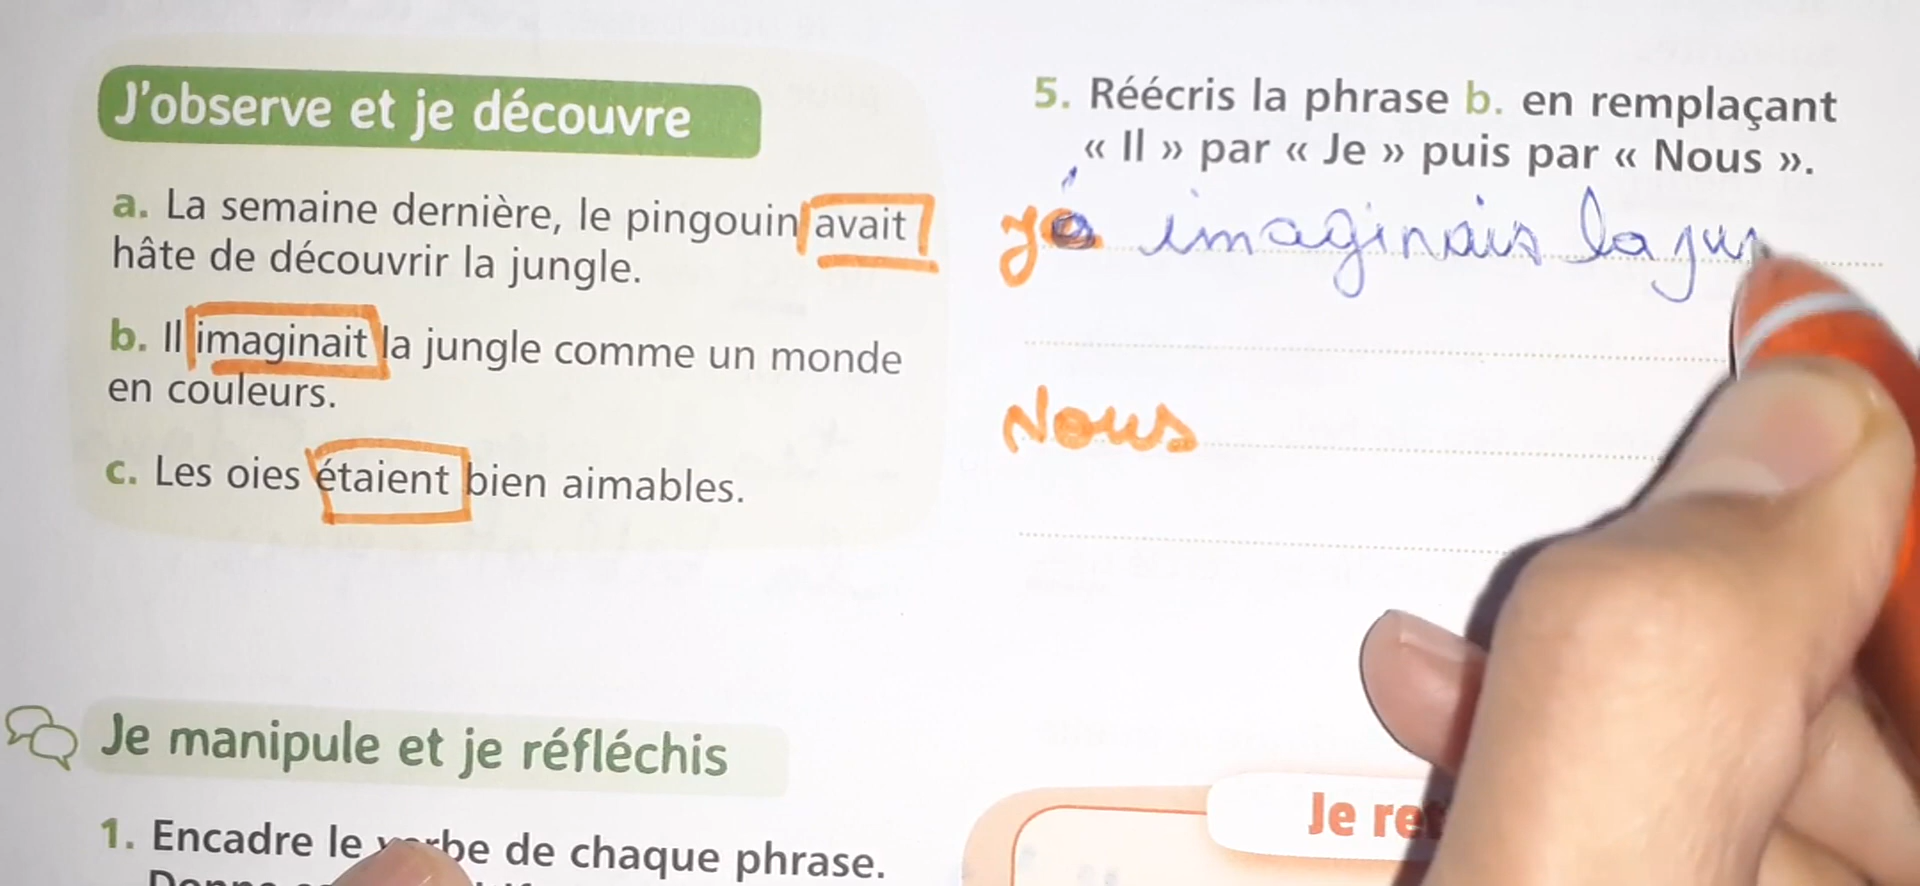 J'observe et je découvre
a. La semaine dernière, le pingouin avait
hâte de découvrir la jungle.
b. Il imaginait la jungle comme un monde
en couleurs.
c. Les oies étaient bien aimables.
Je manipule et je réfléchis
1. Encadre le verbe de chaque phrase.
5. Réécris la phrase b. en remplaçant
« Il » par « Je » puis par « Nous ».
J' imaginais la jun
Nous
Je re